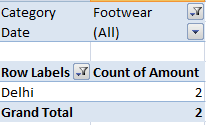 Category Footwear
Date (All)
Row Labels Count of Amount
Delhi 2
Grand Total 2